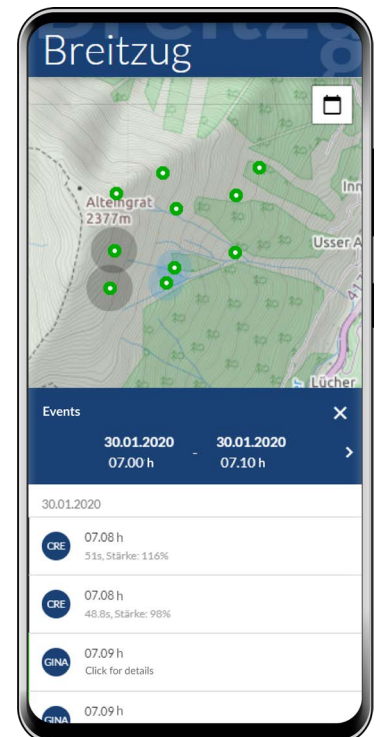 Breitzug
Alteingrat
2377m
Inn
Usser A
Lücher
Events
30.01.2020 - 30.01.2020
07.00 h 07.10 h
30.01.2020
CRE
07.08 h
51s, Stärke: 116%
CRE
07.08 h
48.8s, Stärke: 98%
GINA
07.09 h
Click for details
GINA
07.09 h